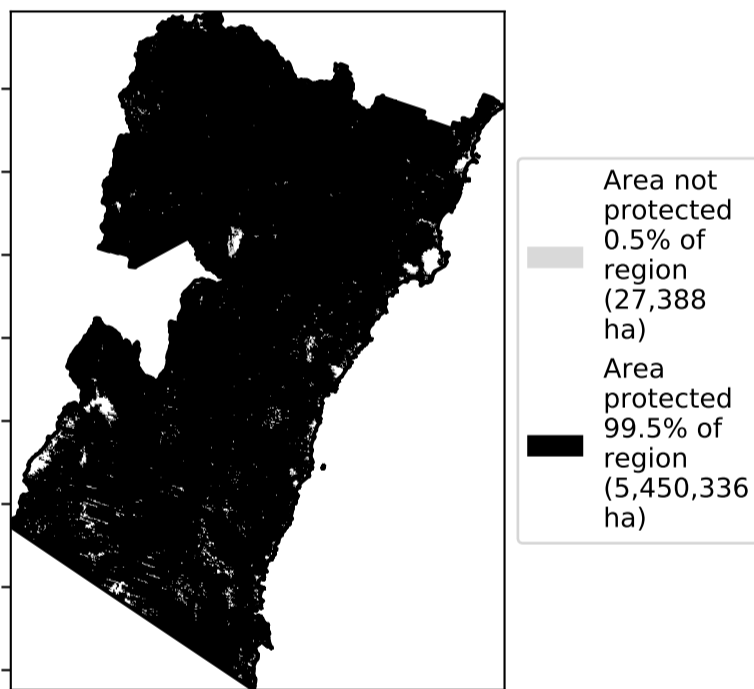 Area not
protected
0.5% of
region
(27,388
ha)
Area
protected
99.5% of
region
(5,450,336
ha)